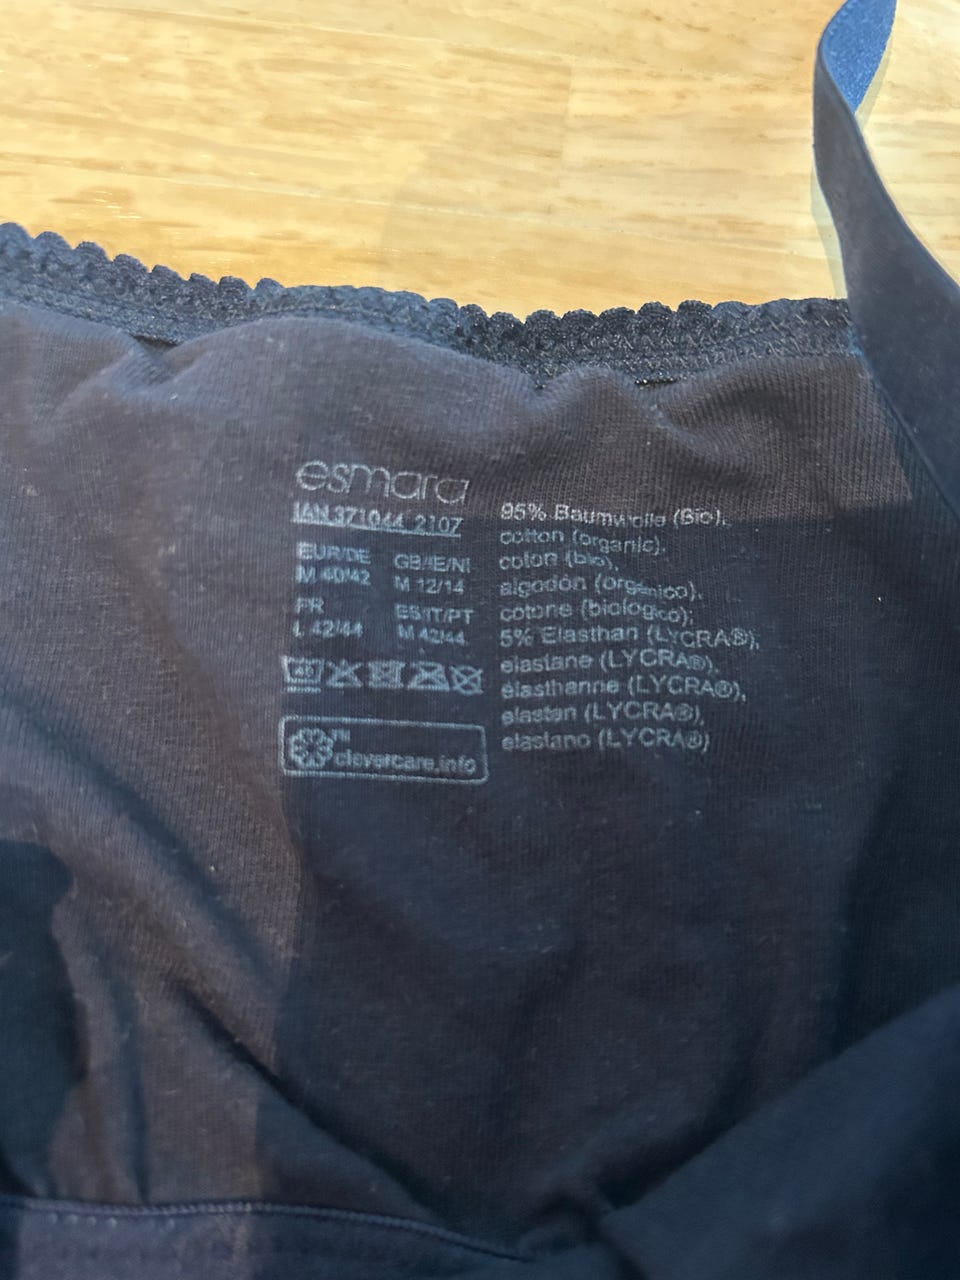 esmara
IAN 371044 2107
EUR/DE
M 40/42
GB/IE/NI
M 12/14
FR
L 42/44
ES/IT/PT
M 42/44
40
clevercare.info
95% Baumwolle (Bio),
cotton (organic),
coton (bio),
algodón (orgánico),
cotone (biologico);
5% Elasthan (LYCRA®),
elastane (LYCRA®),
élasthanne (LYCRA®),
elastan (LYCRA®),
elastano (LYCRA®)